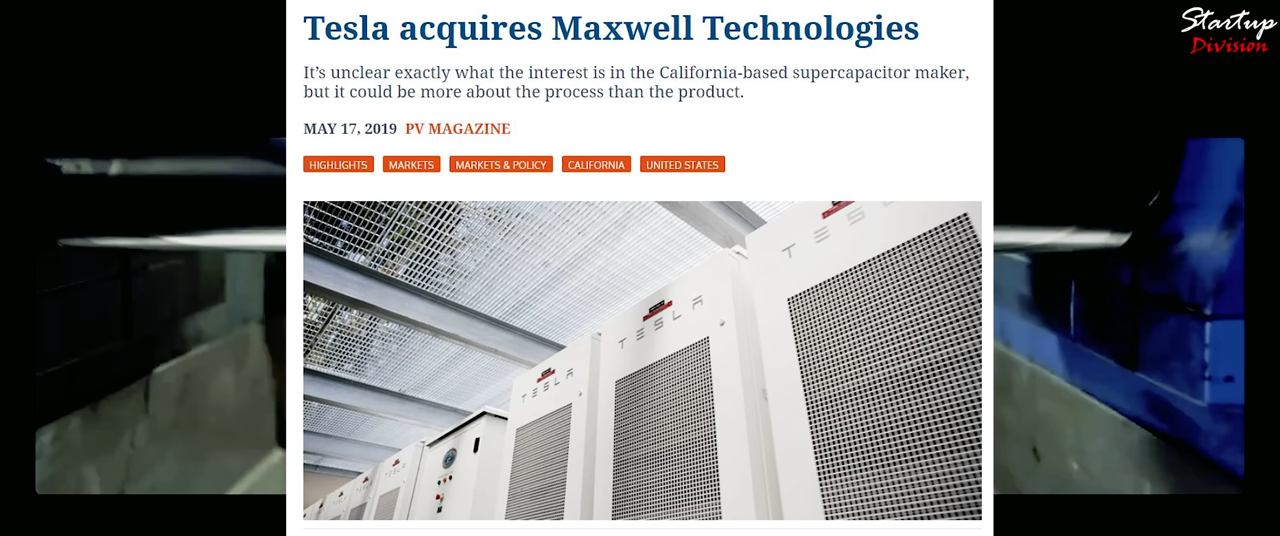 Startup
Division
Tesla acquires Maxwell Technologies
It’s unclear exactly what the interest is in the California-based supercapacitor maker,
but it could be more about the process than the product.
MAY 17, 2019 PV MAGAZINE
HIGHLIGHTS MARKETS MARKETS & POLICY CALIFORNIA UNITED STATES
TESLA
TESLA
TESLA
TESLA